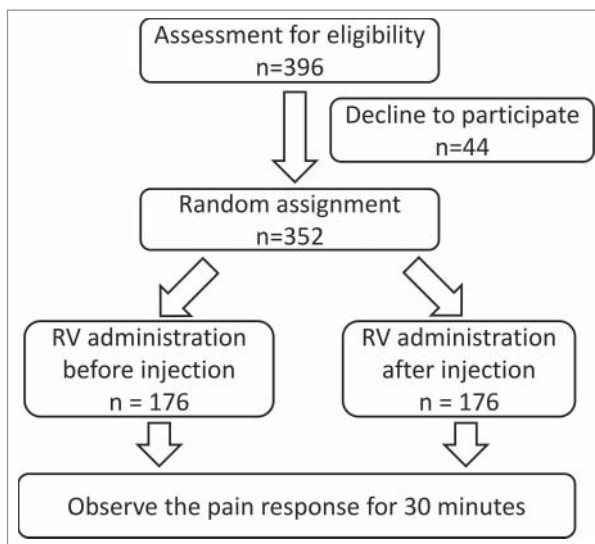 Assessment for eligibility
n=396
Decline to participate
n=44
Random assignment
n=352
RV administration
before injection
n = 176
RV administration
after injection
n = 176
Observe the pain response for 30 minutes